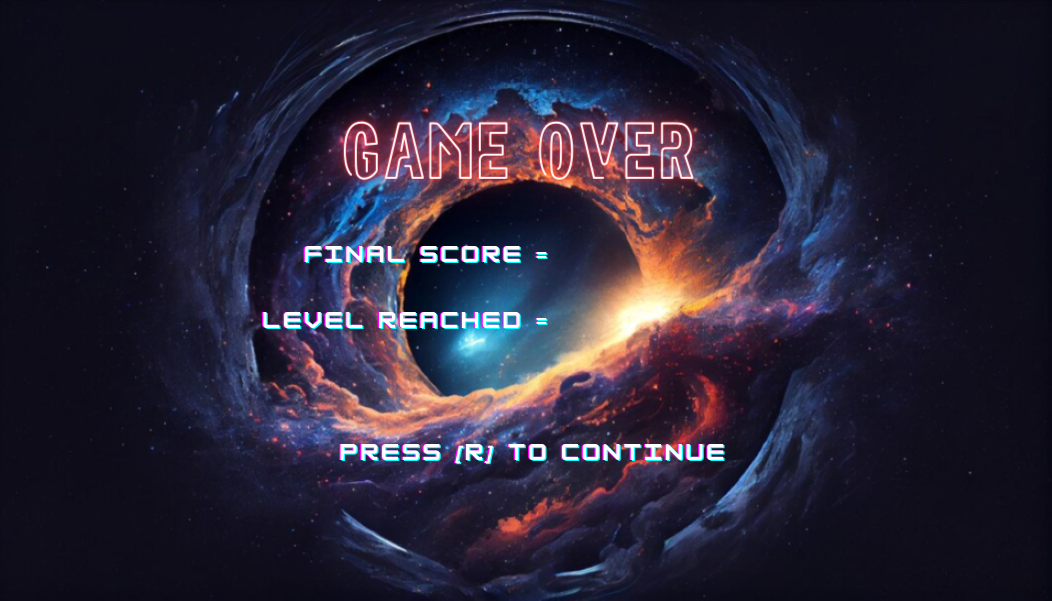 GAME OVER
FINAL SCORE =
LEVEL REACHED =
PRESS [R] TO CONTINUE